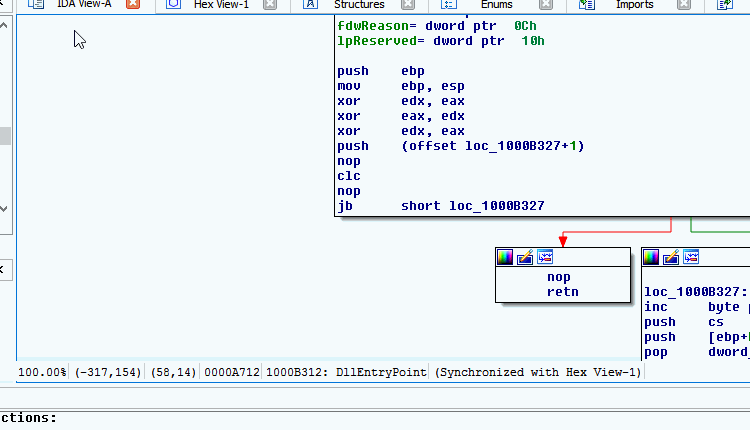 IDA View-A Hex View-1 Structures Enums Imports
fdwReason= dword ptr 0Ch
lpReserved= dword ptr 10h
push ebp
mov ebp, esp
xor edx, eax
xor eax, edx
xor edx, eax
push (offset loc_1000B327+1)
nop
clc
nop
jb short loc_1000B327
nop
retn
loc_1000B327:
inc byte p
push cs
push [ebp+
pop dword_
100.00% (-317,154) (58,14) 0000A712 1000B312: DllEntryPoint (Synchronized with Hex View-1)
ctions: